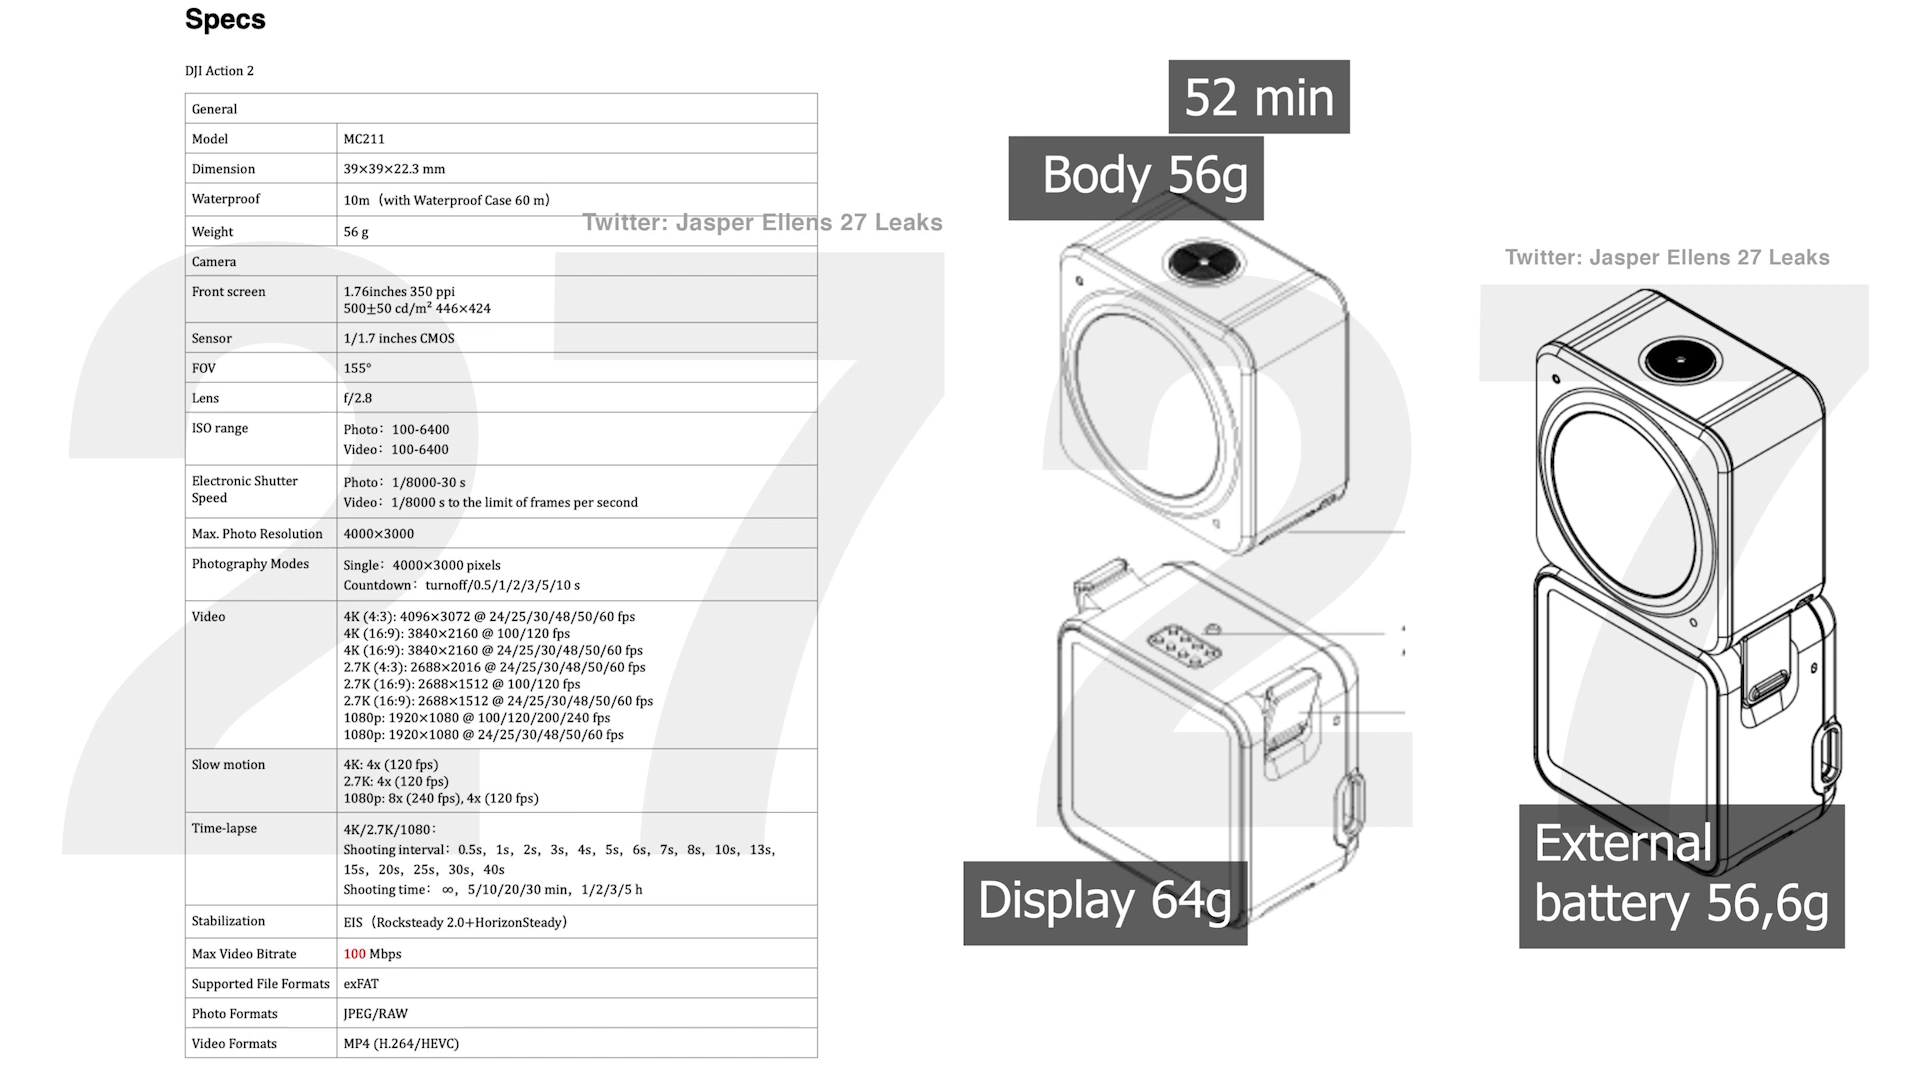 Specs
DJI Action 2
General
Model MC211
Dimension 39×39×22.3 mm
Waterproof 10m（with Waterproof Case 60 m）
Weight 56 g
Camera
Front screen 1.76inches 350 ppi
500±50 cd/m² 446×424
Sensor 1/1.7 inches CMOS
FOV 155°
Lens f/2.8
ISO range Photo：100-6400
Video：100-6400
Electronic Shutter Photo：1/8000-30 s
Speed Video：1/8000 s to the limit of frames per second
Max. Photo Resolution 4000×3000
Photography Modes Single：4000×3000 pixels
Countdown：turnoff/0.5/1/2/3/5/10 s
Video 4K (4:3): 4096×3072 @ 24/25/30/48/50/60 fps
4K (16:9): 3840×2160 @ 100/120 fps
4K (16:9): 3840×2160 @ 24/25/30/48/50/60 fps
2.7K (4:3): 2688×2016 @ 24/25/30/48/50/60 fps
2.7K (16:9): 2688×1512 @ 100/120 fps
2.7K (16:9): 2688×1512 @ 24/25/30/48/50/60 fps
1080p: 1920×1080 @ 100/120/200/240 fps
1080p: 1920×1080 @ 24/25/30/48/50/60 fps
Slow motion 4K: 4x (120 fps)
2.7K: 4x (120 fps)
1080p: 8x (240 fps), 4x (120 fps)
Time-lapse 4K/2.7K/1080：
Shooting interval：0.5s，1s，2s，3s，4s，5s，6s，7s，8s，10s，13s，
15s，20s，25s，30s，40s
Shooting time：∞，5/10/20/30 min，1/2/3/5 h
Stabilization EIS（Rocksteady 2.0+HorizonSteady）
Max Video Bitrate 100 Mbps
Supported File Formats exFAT
Photo Formats JPEG/RAW
Video Formats MP4 (H.264/HEVC)
Twitter: Jasper Ellens 27 Leaks
27
52 min
Body 56g
Display 64g
Twitter: Jasper Ellens 27 Leaks
27
External
battery 56,6g